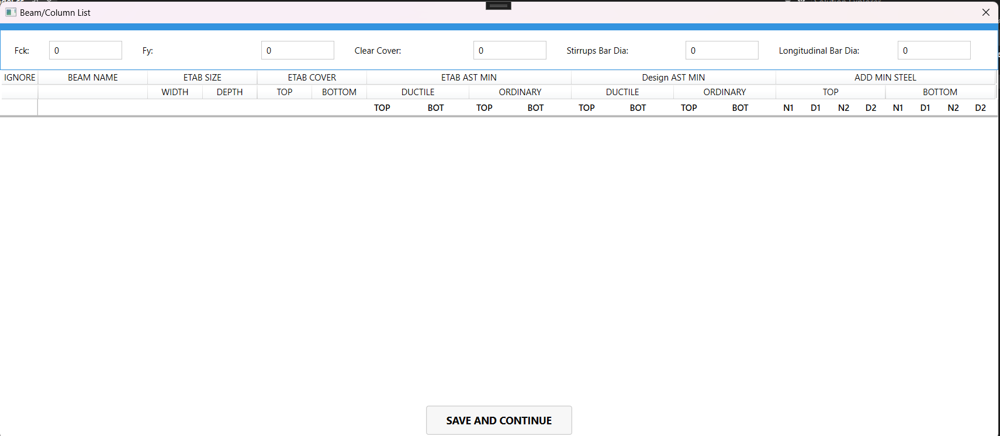 Solution Explorer
Beam/Column List
Fck: 0 Fy: 0 Clear Cover: 0 Stirrups Bar Dia: 0 Longitudinal Bar Dia: 0
IGNORE BEAM NAME ETAB SIZE ETAB COVER ETAB AST MIN Design AST MIN ADD MIN STEEL
WIDTH DEPTH TOP BOTTOM DUCTILE ORDINARY DUCTILE ORDINARY TOP BOTTOM
TOP BOT TOP BOT TOP BOT TOP BOT N1 D1 N2 D2 N1 D1 N2 D2
SAVE AND CONTINUE